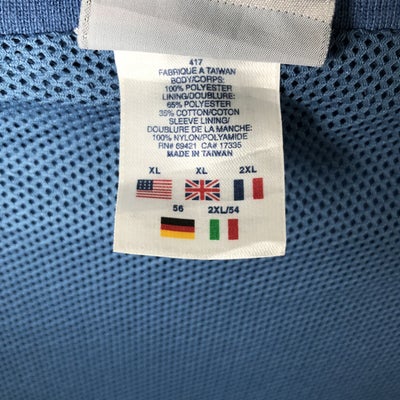 417
FABRIQUE A TAIWAN
BODY/CORPS:
100% POLYESTER
LINING/DOUBLURE:
65% POLYESTER
35% COTTON/COTON
SLEEVE LINING/
DOUBLURE DE LA MANCHE:
100% NYLON/POLYAMIDE
RN# 69421 CA# 17335
MADE IN TAIWAN
XL XL 2XL
56 2XL/54